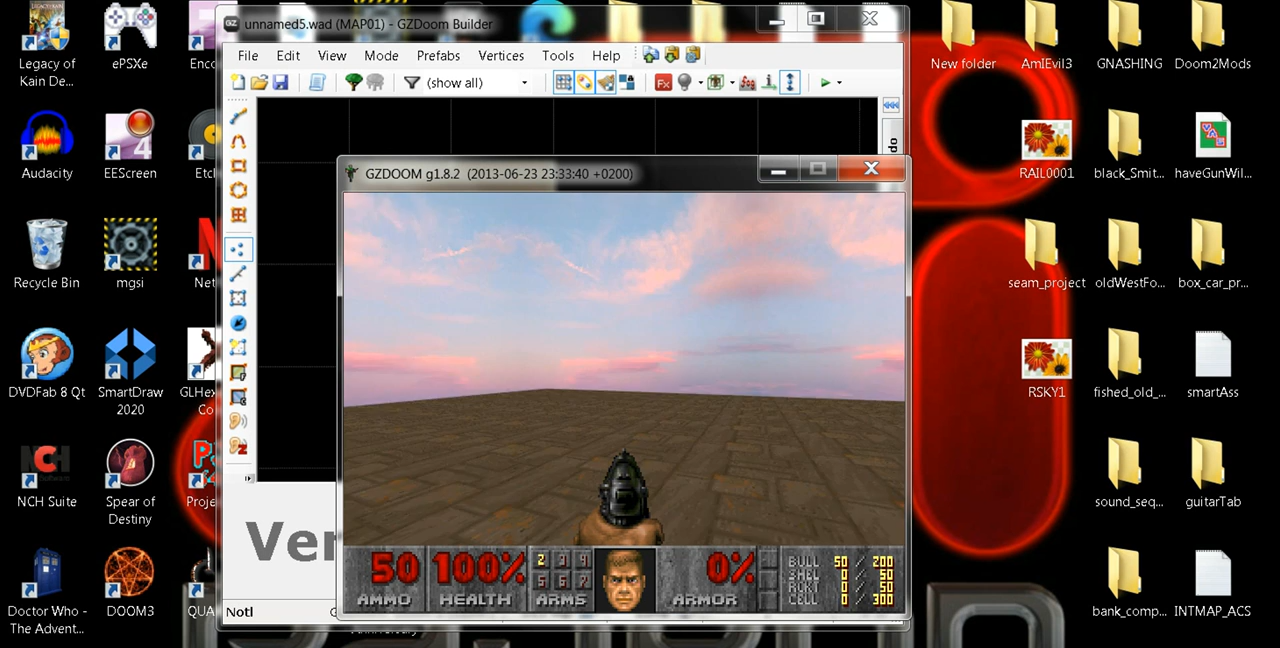 Legacy of
Kain De...
ePSXe
Enco
Audacity
EEScreen
Etch
Recycle Bin
mgsi
Net
DVDFab 8 Qt
SmartDraw
2020
GLHex
Co
NCH Suite
Spear of
Destiny
Proje
Doctor Who -
The Advent...
DOOM3
QUA
unnamed5.wad (MAP01) - GZDoom Builder
File Edit View Mode Prefabs Vertices Tools Help
(show all)
Ver
Notl
GZDOOM g1.8.2 (2013-06-23 23:33:40 +0200)
50 100% 2 3 4 0% BULL 50 / 200
5 6 7 SHEL 0 / 50
RCKT 0 / 50
AMMO HEALTH ARMS ARMOR CELL 0 / 300
New folder
AmIEvil3
GNASHING
Doom2Mods
RAIL0001
black_Smit...
haveGunWil...
seam_project
oldWestFo...
box_car_pr...
RSKY1
fished_old_...
smartAss
sound_seq...
guitarTab
bank_comp...
INTMAP_ACS